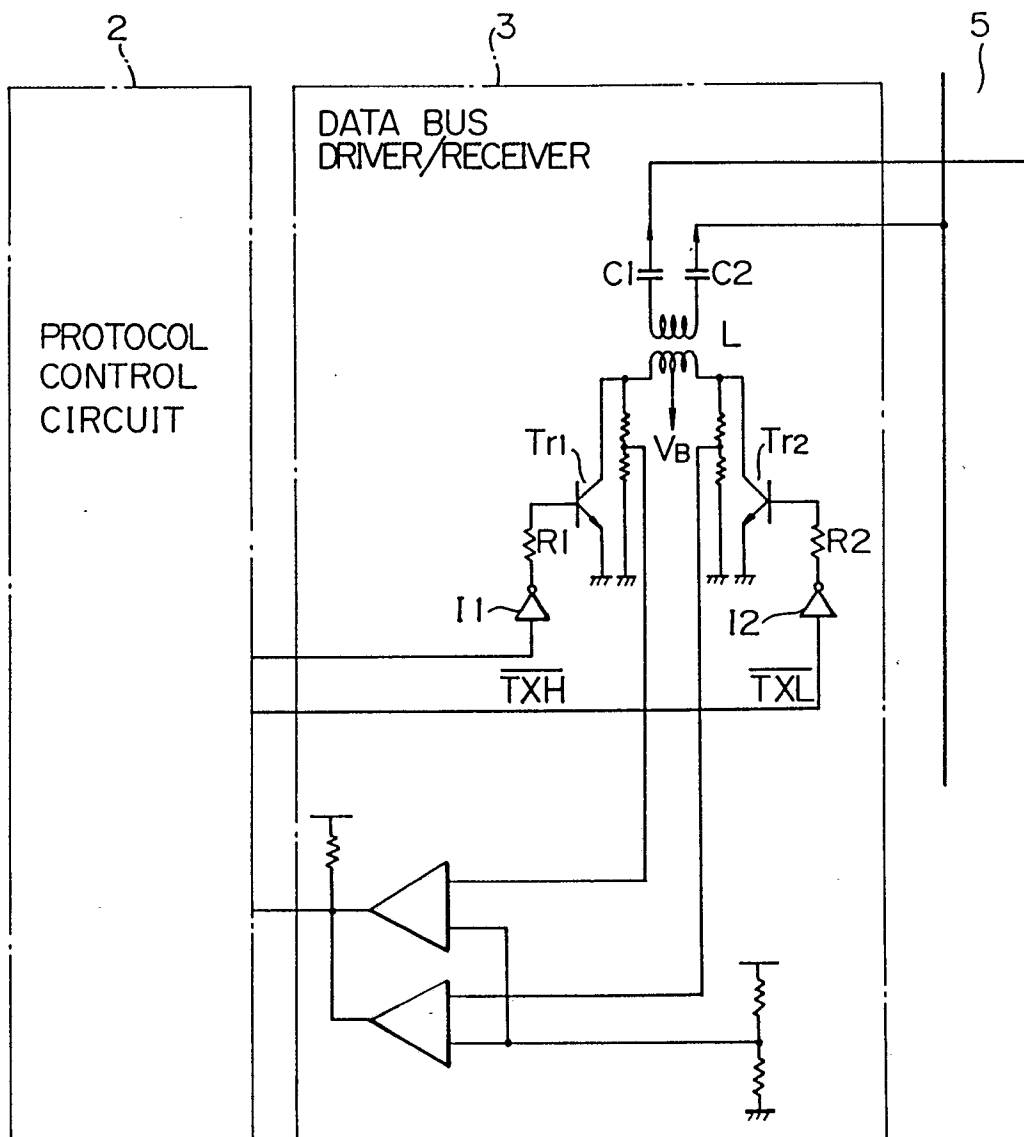 2
3
5
DATA BUS
DRIVER/RECEIVER
C1
C2
L
PROTOCOL
CONTROL
CIRCUIT
Tr1
VB
Tr2
R1
R2
I1
I2
TXH
TXL